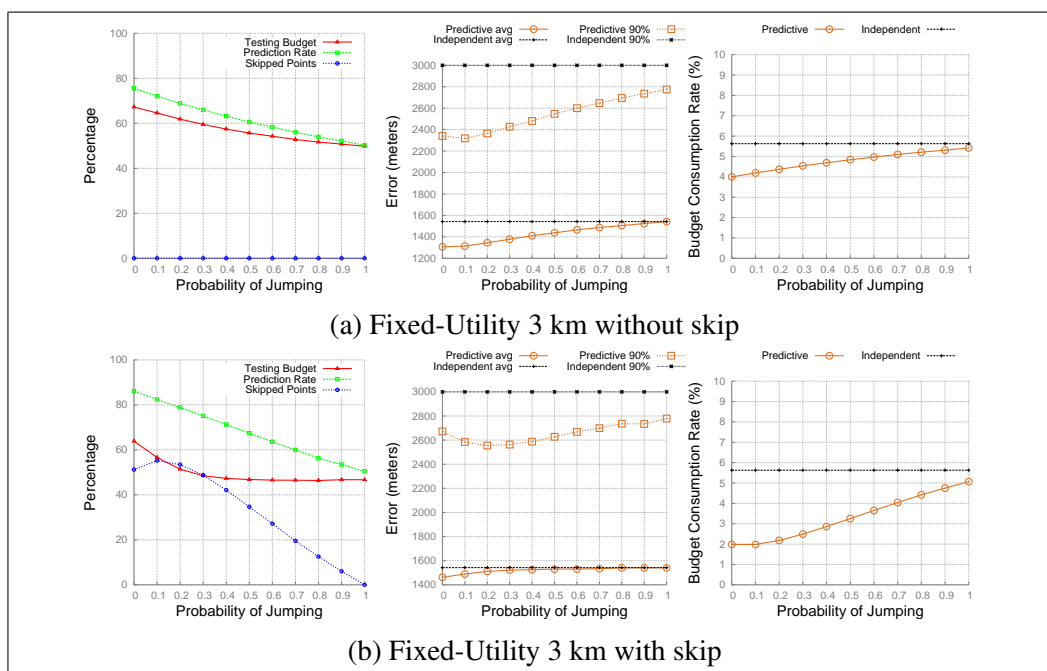 Testing Budget
Prediction Rate
Skipped Points
Percentage
100
80
60
40
20
0
0 0.1 0.2 0.3 0.4 0.5 0.6 0.7 0.8 0.9 1
Probability of Jumping
Predictive avg
Independent avg
Predictive 90%
Independent 90%
Error (meters)
3000
2800
2600
2400
2200
2000
1800
1600
1400
1200
0 0.1 0.2 0.3 0.4 0.5 0.6 0.7 0.8 0.9 1
Probability of Jumping
Predictive
Independent
Budget Consumption Rate (%)
10
9
8
7
6
5
4
3
2
1
0
0 0.1 0.2 0.3 0.4 0.5 0.6 0.7 0.8 0.9 1
Probability of Jumping
(a) Fixed-Utility 3 km without skip
Testing Budget
Prediction Rate
Skipped Points
Percentage
100
80
60
40
20
0
0 0.1 0.2 0.3 0.4 0.5 0.6 0.7 0.8 0.9 1
Probability of Jumping
Predictive avg
Independent avg
Predictive 90%
Independent 90%
Error (meters)
3000
2800
2600
2400
2200
2000
1800
1600
1400
0 0.1 0.2 0.3 0.4 0.5 0.6 0.7 0.8 0.9 1
Probability of Jumping
Predictive
Independent
Budget Consumption Rate (%)
10
9
8
7
6
5
4
3
2
1
0
0 0.1 0.2 0.3 0.4 0.5 0.6 0.7 0.8 0.9 1
Probability of Jumping
(b) Fixed-Utility 3 km with skip